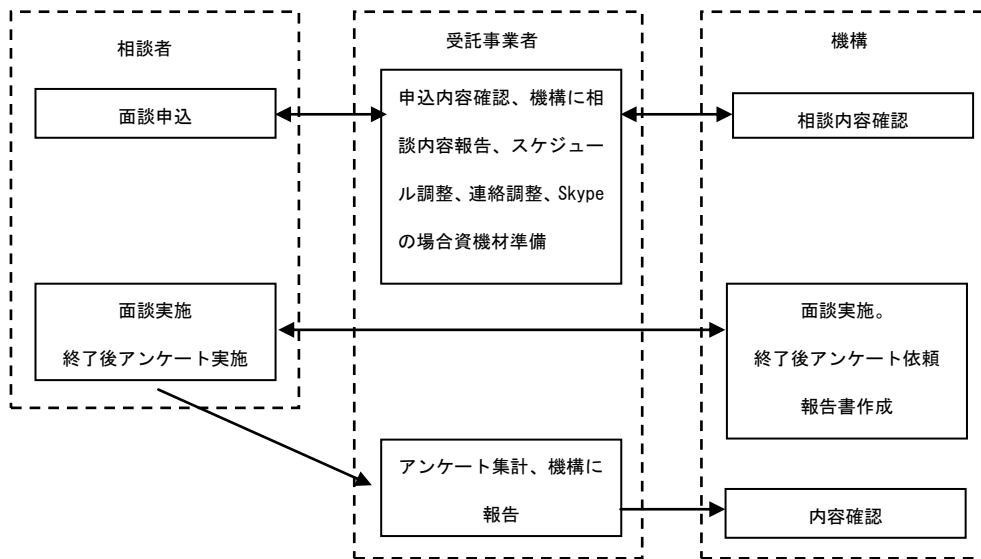 相談者
受託事業者
機構
面談申込
申込内容確認、機構に相
談内容報告、スケジュー
ル調整、連絡調整、Skype
の場合資機材準備
相談内容確認
面談実施
終了後アンケート実施
面談実施。
終了後アンケート依頼
報告書作成
アンケート集計、機構に
報告
内容確認